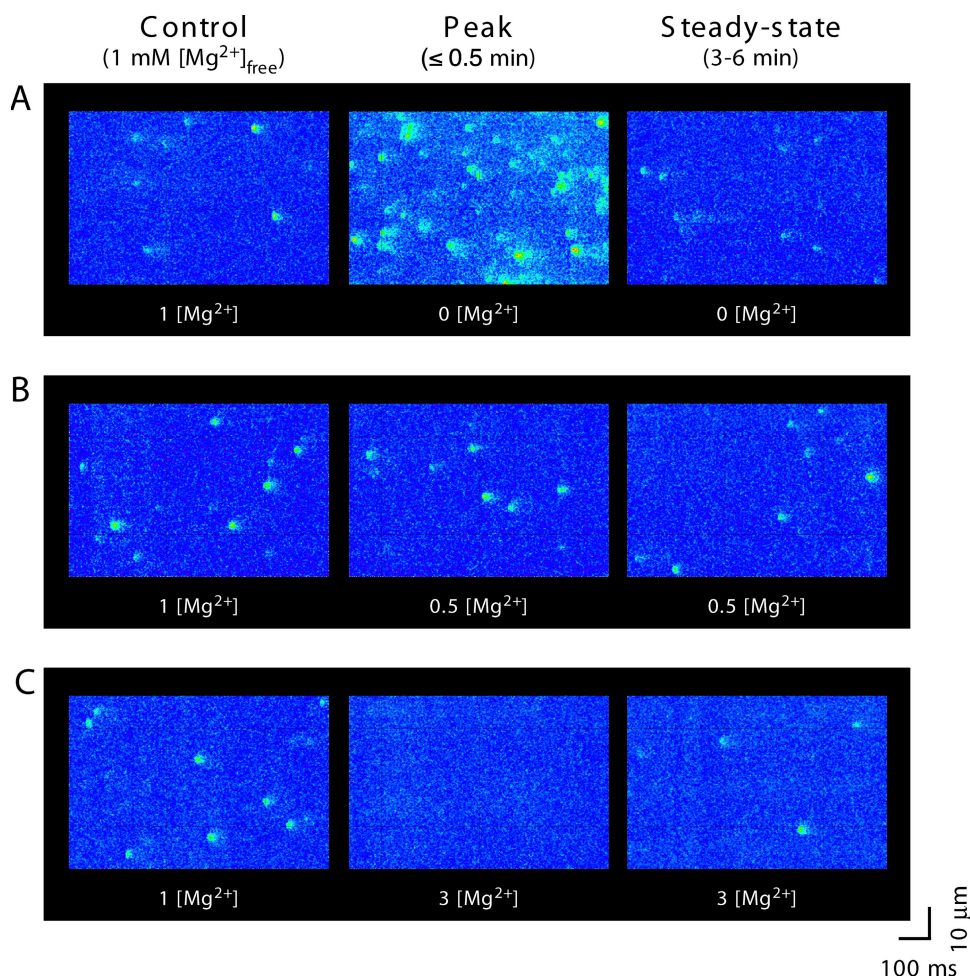 Control Peak Steady-state
(1 mM [Mg²⁺]free) (≤ 0.5 min) (3-6 min)
A
1 [Mg²⁺] 0 [Mg²⁺] 0 [Mg²⁺]
B
1 [Mg²⁺] 0.5 [Mg²⁺] 0.5 [Mg²⁺]
C
1 [Mg²⁺] 3 [Mg²⁺] 3 [Mg²⁺]
10 µm
100 ms